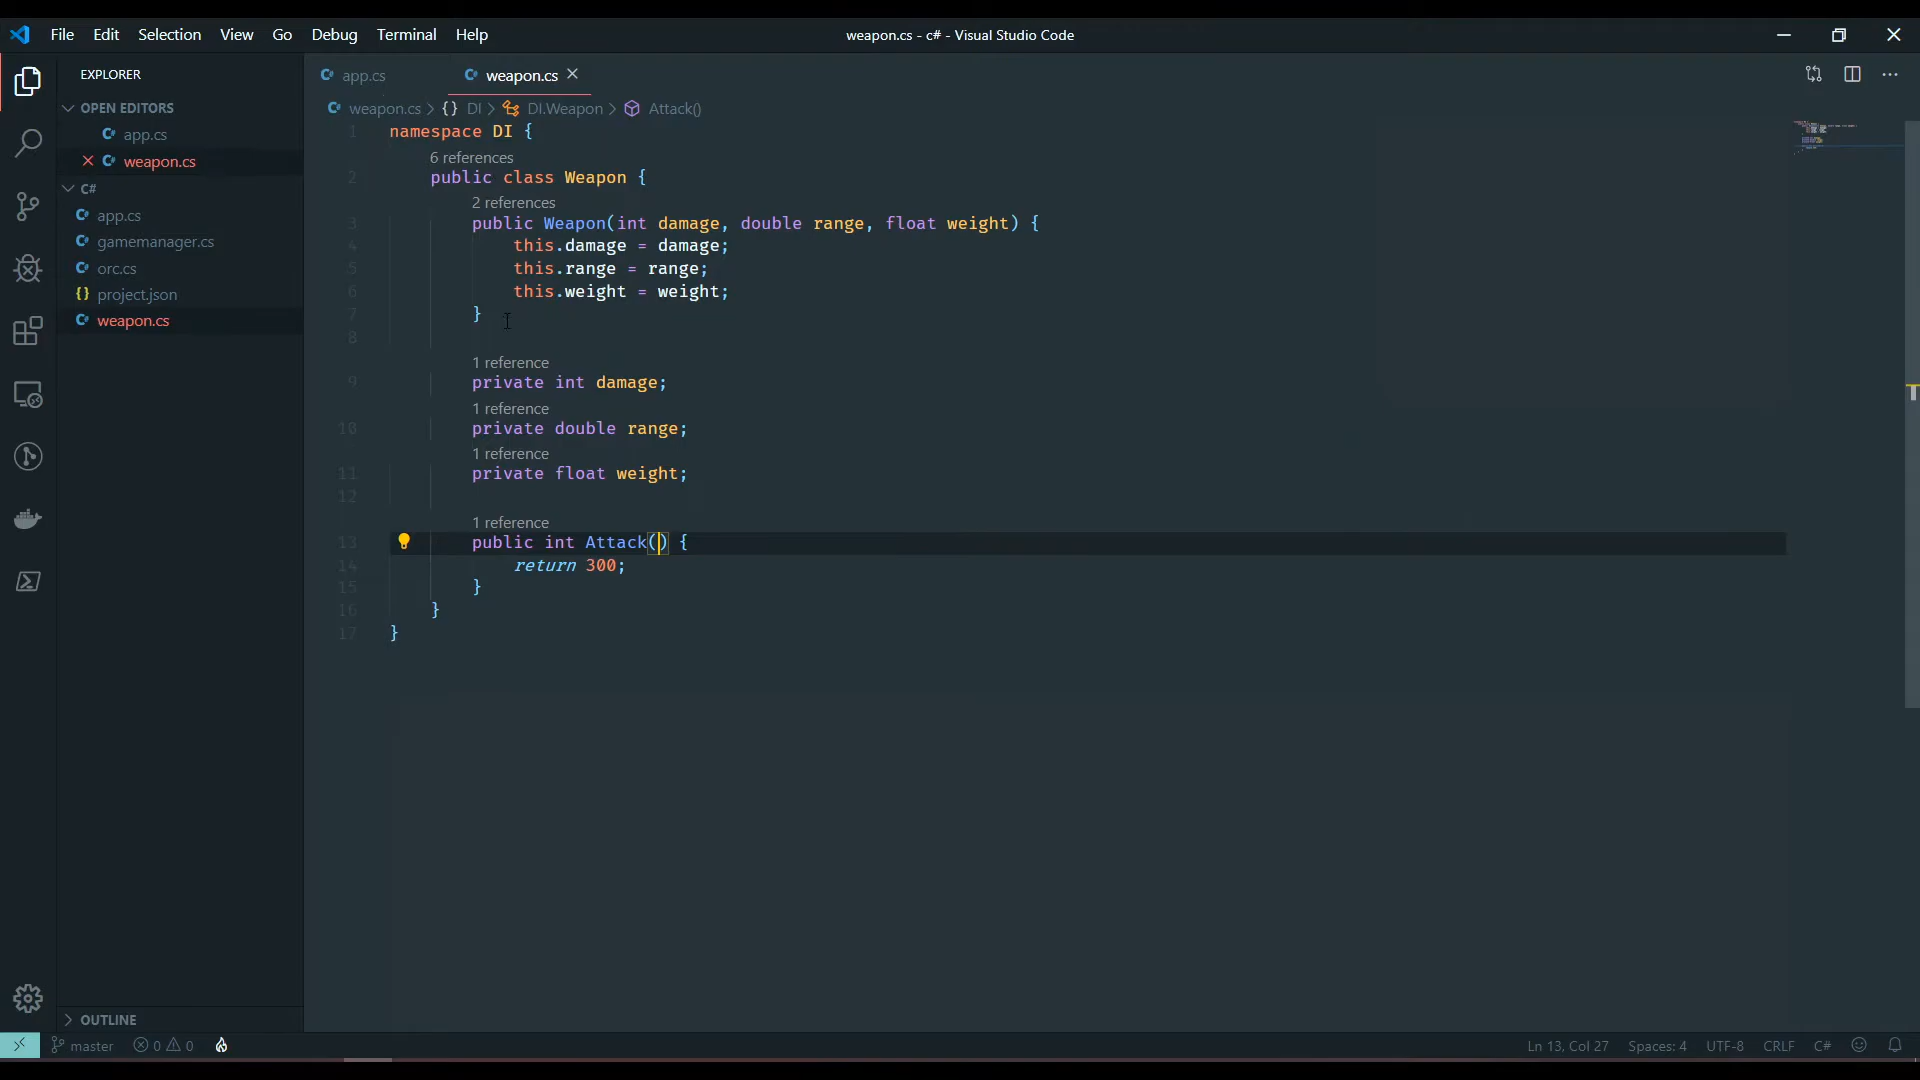 File Edit Selection View Go Debug Terminal Help
weapon.cs - c# - Visual Studio Code
EXPLORER
OPEN EDITORS
app.cs
weapon.cs
C#
app.cs
gamemanager.cs
orc.cs
{} project.json
weapon.cs
OUTLINE
app.cs weapon.cs
weapon.cs > {} DI > DI.Weapon > Attack()
1 namespace DI {
6 references
2 public class Weapon {
2 references
3 public Weapon(int damage, double range, float weight) {
4 this.damage = damage;
5 this.range = range;
6 this.weight = weight;
7 }
8
1 reference
9 private int damage;
1 reference
10 private double range;
1 reference
11 private float weight;
12
1 reference
13 public int Attack() {
14 return 300;
15 }
16 }
17 }
master 0 0
Ln 13, Col 27 Spaces: 4 UTF-8 CRLF C#